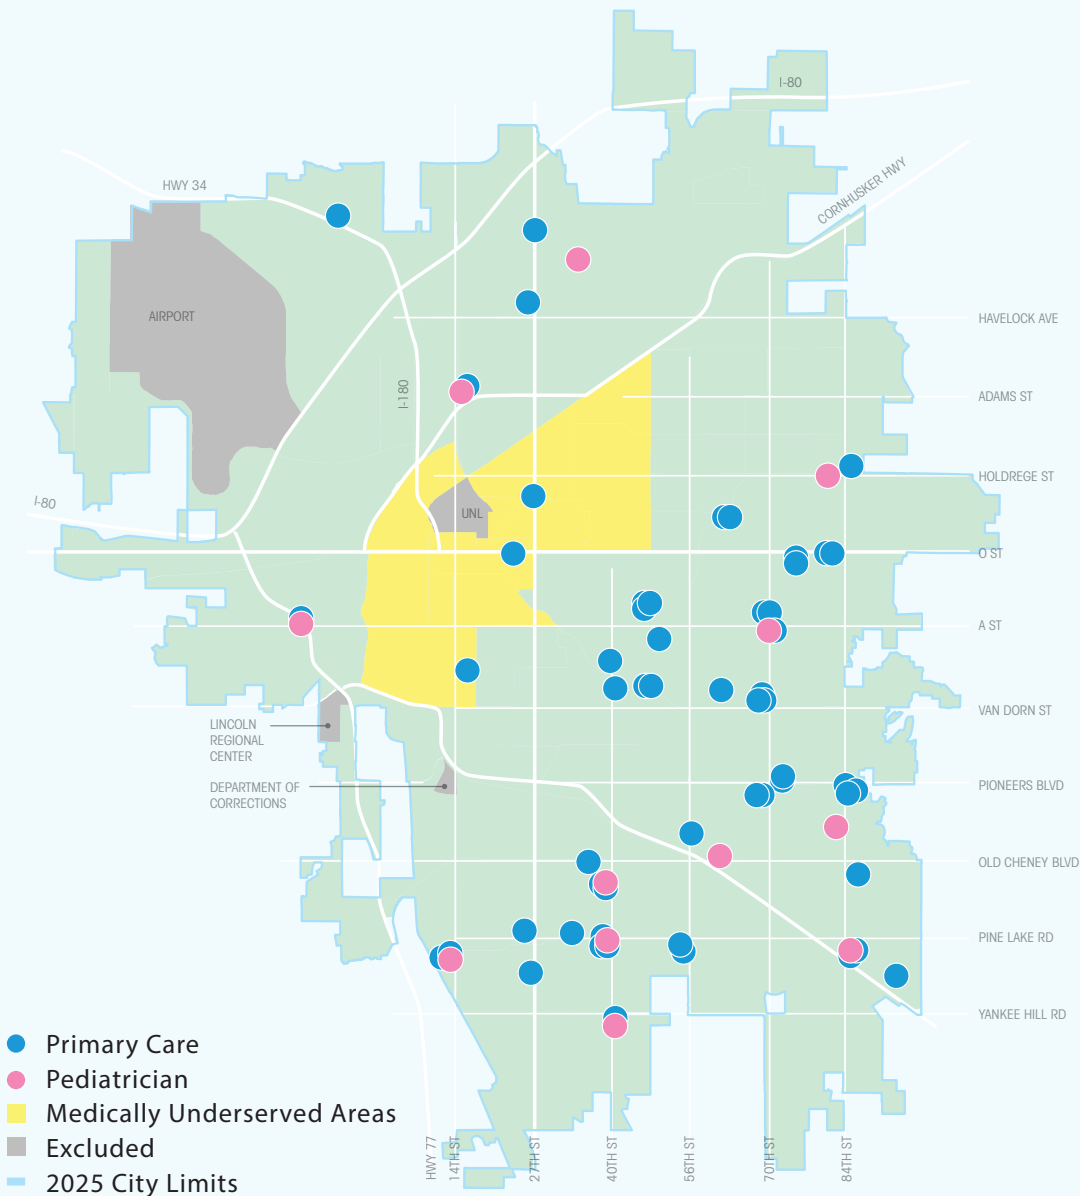 I-80
HWY 34
CORNHUSKER HWY
AIRPORT
HAVELOCK AVE
I-180
ADAMS ST
HOLDREGE ST
I-80
UNL
O ST
A ST
VAN DORN ST
LINCOLN
REGIONAL
CENTER
PIONEERS BLVD
DEPARTMENT OF
CORRECTIONS
OLD CHENEY BLVD
PINE LAKE RD
YANKEE HILL RD
Primary Care
Pediatrician
Medically Underserved Areas
Excluded
2025 City Limits
HWY 77
14TH ST
27TH ST
40TH ST
56TH ST
70TH ST
84TH ST